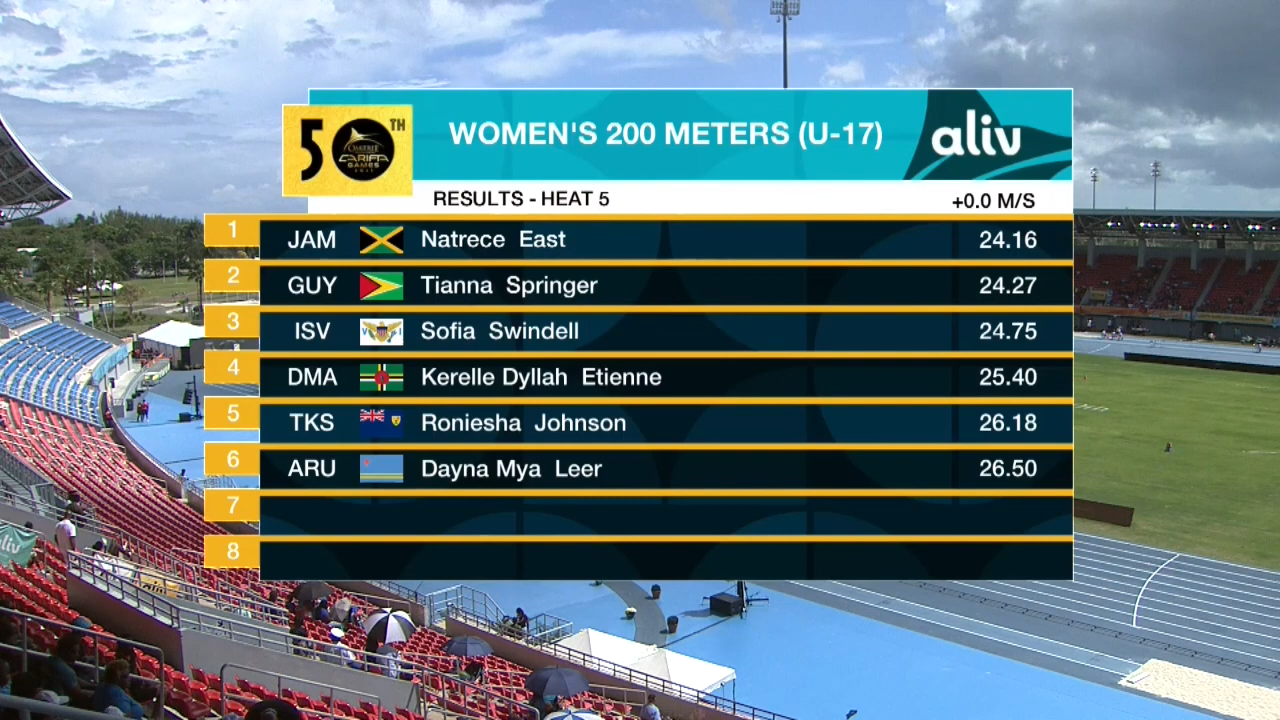 50TH
CARIFTA
GAMES
WOMEN'S 200 METERS (U-17)
aliv
RESULTS - HEAT 5 +0.0 M/S
1 JAM Natrece East 24.16
2 GUY Tianna Springer 24.27
3 ISV Sofia Swindell 24.75
4 DMA Kerelle Dyllah Etienne 25.40
5 TKS Roniesha Johnson 26.18
6 ARU Dayna Mya Leer 26.50
7
8
aliv